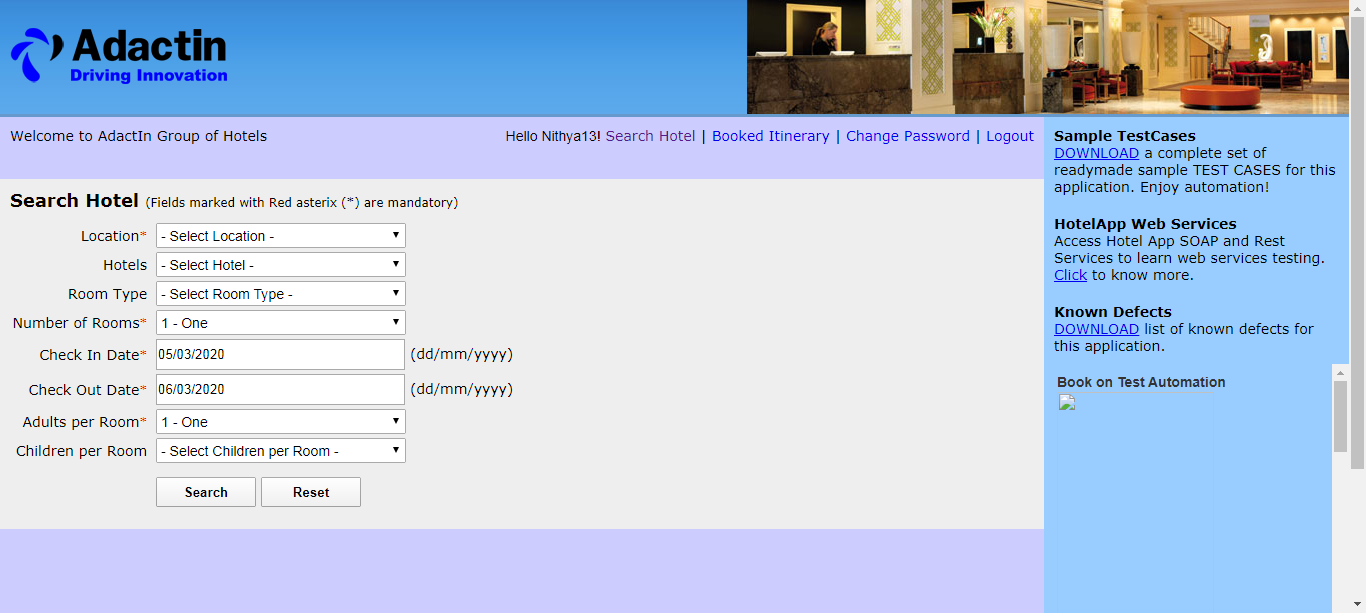 Adactin
Driving Innovation
Welcome to AdactIn Group of Hotels
Hello Nithya13! Search Hotel | Booked Itinerary | Change Password | Logout
Search Hotel (Fields marked with Red asterix (*) are mandatory)
Location* - Select Location -
Hotels - Select Hotel -
Room Type - Select Room Type -
Number of Rooms* 1 - One
Check In Date* 05/03/2020 (dd/mm/yyyy)
Check Out Date* 06/03/2020 (dd/mm/yyyy)
Adults per Room* 1 - One
Children per Room - Select Children per Room -
Search Reset
Sample TestCases
DOWNLOAD a complete set of
readymade sample TEST CASES for this
application. Enjoy automation!
HotelApp Web Services
Access Hotel App SOAP and Rest
Services to learn web services testing.
Click to know more.
Known Defects
DOWNLOAD list of known defects for
this application.
Book on Test Automation